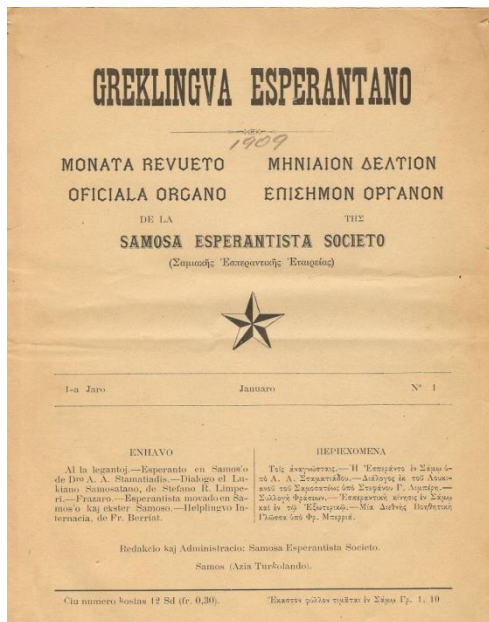 GREKLINGVA ESPERANTANO
1909
MONATA REVUETO
OFICIALA ORGANO
DE LA
ΜΗΝΙΑΙΟΝ ΔΕΛΤΙΟΝ
ΕΠΙΣΗΜΟΝ ΟΡΓΑΝΟΝ
ΤΗΣ
SAMOSA ESPERANTISTA SOCIETO
(Σαμιακῆς Ἐσπεραντικῆς Ἑταιρείας)
1-a Jaro Januaro Nº 1
ENHAVO
Al la legantoj.—Esperanto en Samos'o
de Dro A. A. Stamatiadis.—Dialogo el Lu-
kiano Samosatano, de Stefano R. Limpe-
ri.—Frazaro.—Esperantista movado en Sa-
mos'o kaj ekster Samoso.—Helplingvo In-
ternacia, de Fr. Berriat.
ΠΕΡΙΕΧΟΜΕΝΑ
Τοῖς ἀναγνώσταις.—Ἡ Ἐσπεράντο ἐν Σάμῳ ὑ-
πὸ Α. Α. Σταματιάδου.—Διάλογος ἐκ τοῦ Λουκι-
ανοῦ τοῦ Σαμοσατέως ὑπὸ Στεφάνου Γ. Λιμπέρη.—
Συλλογὴ Φράσεων.—Ἐσπεραντικὴ κίνησις ἐν Σάμῳ
καὶ ἐν τῷ Ἐξωτερικῷ.—Μία Διεθνὴς Βοηθητικὴ
Γλῶσσα ὑπὸ Φρ. Μπερριά.
Redakcio kaj Administracio: Samosa Esperantista Societo.
Samos (Azia Turkolando).
Ĉiu numero kostas 12 Sd (fr. 0,30).
Ἕκαστον φύλλον τιμᾶται ἐν Σάμῳ Γρ. 1, 10